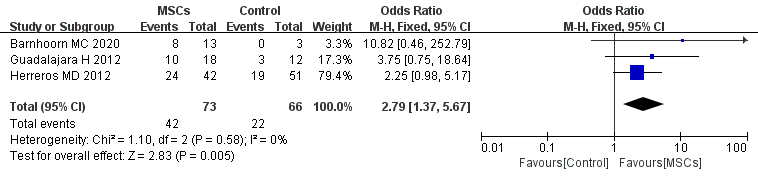 MSCs Control Odds Ratio Odds Ratio
Study or Subgroup Events Total Events Total Weight M-H, Fixed, 95% CI M-H, Fixed, 95% CI
Barnhoorn MC 2020 8 13 0 3 3.3% 10.82 [0.46, 252.79]
Guadalajara H 2012 10 18 3 12 17.3% 3.75 [0.75, 18.64]
Herreros MD 2012 24 42 19 51 79.4% 2.25 [0.98, 5.17]
Total (95% CI) 73 66 100.0% 2.79 [1.37, 5.67]
Total events 42 22
Heterogeneity: Chi² = 1.10, df = 2 (P = 0.58); I² = 0%
Test for overall effect: Z = 2.83 (P = 0.005)
0.01 0.1 1 10 100
Favours[Control] Favours[MSCs]